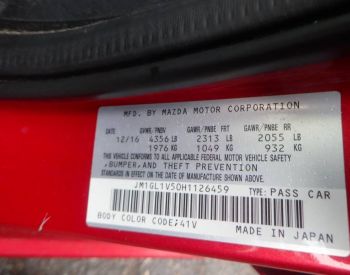 MFD. BY MAZDA MOTOR CORPORATION
GVWR/PNBV GAWR/PNBE FRT GAWR/PNBE RR
12/16 4356 LB 2313 LB 2055 LB
1976 KG 1049 KG 932 KG
THIS VEHICLE CONFORMS TO ALL APPLICABLE FEDERAL MOTOR VEHICLE SAFETY
, BUMPER, AND THEFT PREVENTION
STANDARDS IN EFFECT ON THE DATE OF MANUFACTURE SHOWN ABOVE.
JM1GL1V50H1126459 TYPE: PASS CAR
BODY COLOR CODE:41V MADE IN JAPAN